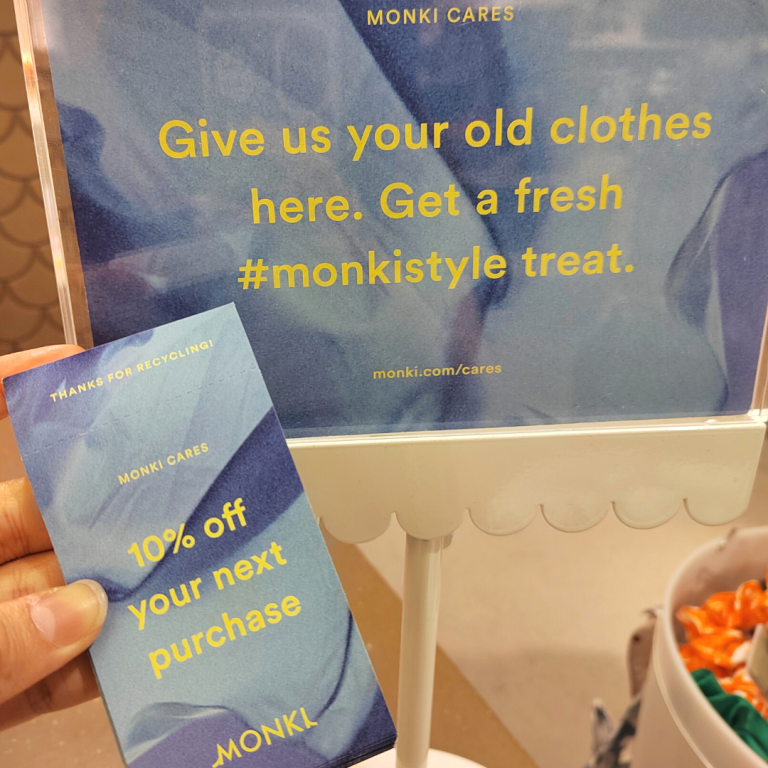 MONKI CARES
Give us your old clothes
here. Get a fresh
#monkistyle treat.
monki.com/cares
THANKS FOR RECYCLING!
MONKI CARES
10% off
your next
purchase
MONKI